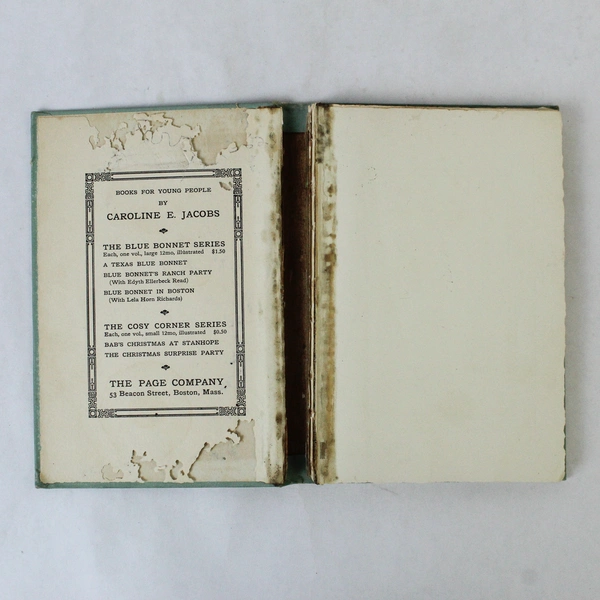 BOOKS FOR YOUNG PEOPLE
BY
CAROLINE E. JACOBS
THE BLUE BONNET SERIES
Each, one vol., large 12mo, illustrated $1.50
A TEXAS BLUE BONNET
BLUE BONNET'S RANCH PARTY
(With Edyth Ellerbeck Read)
BLUE BONNET IN BOSTON
(With Lela Horn Richards)
THE COSY CORNER SERIES
Each, one vol., small 12mo, illustrated $0.50
BAB'S CHRISTMAS AT STANHOPE
THE CHRISTMAS SURPRISE PARTY
THE PAGE COMPANY,
53 Beacon Street, Boston, Mass.